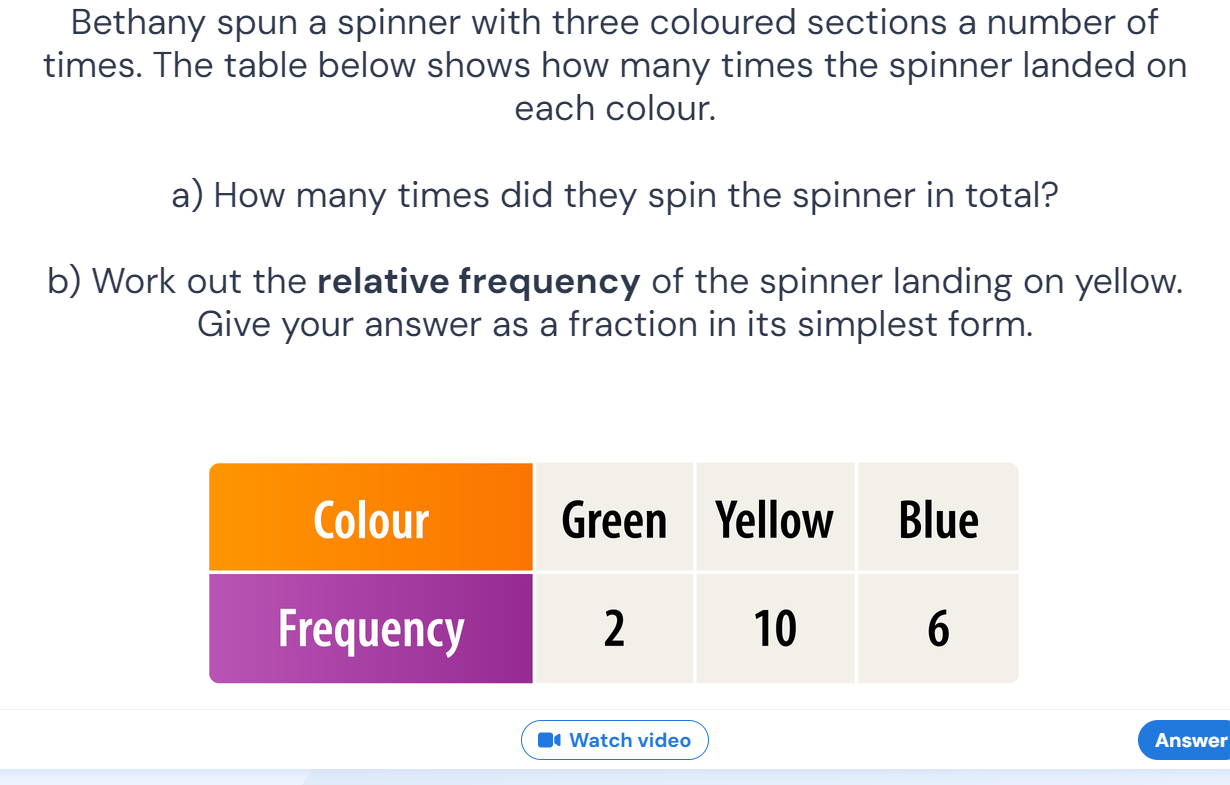 Bethany spun a spinner with three coloured sections a number of
times. The table below shows how many times the spinner landed on
each colour.
a) How many times did they spin the spinner in total?
b) Work out the relative frequency of the spinner landing on yellow.
Give your answer as a fraction in its simplest form.
Colour Green Yellow Blue
Frequency 2 10 6
Watch video Answer